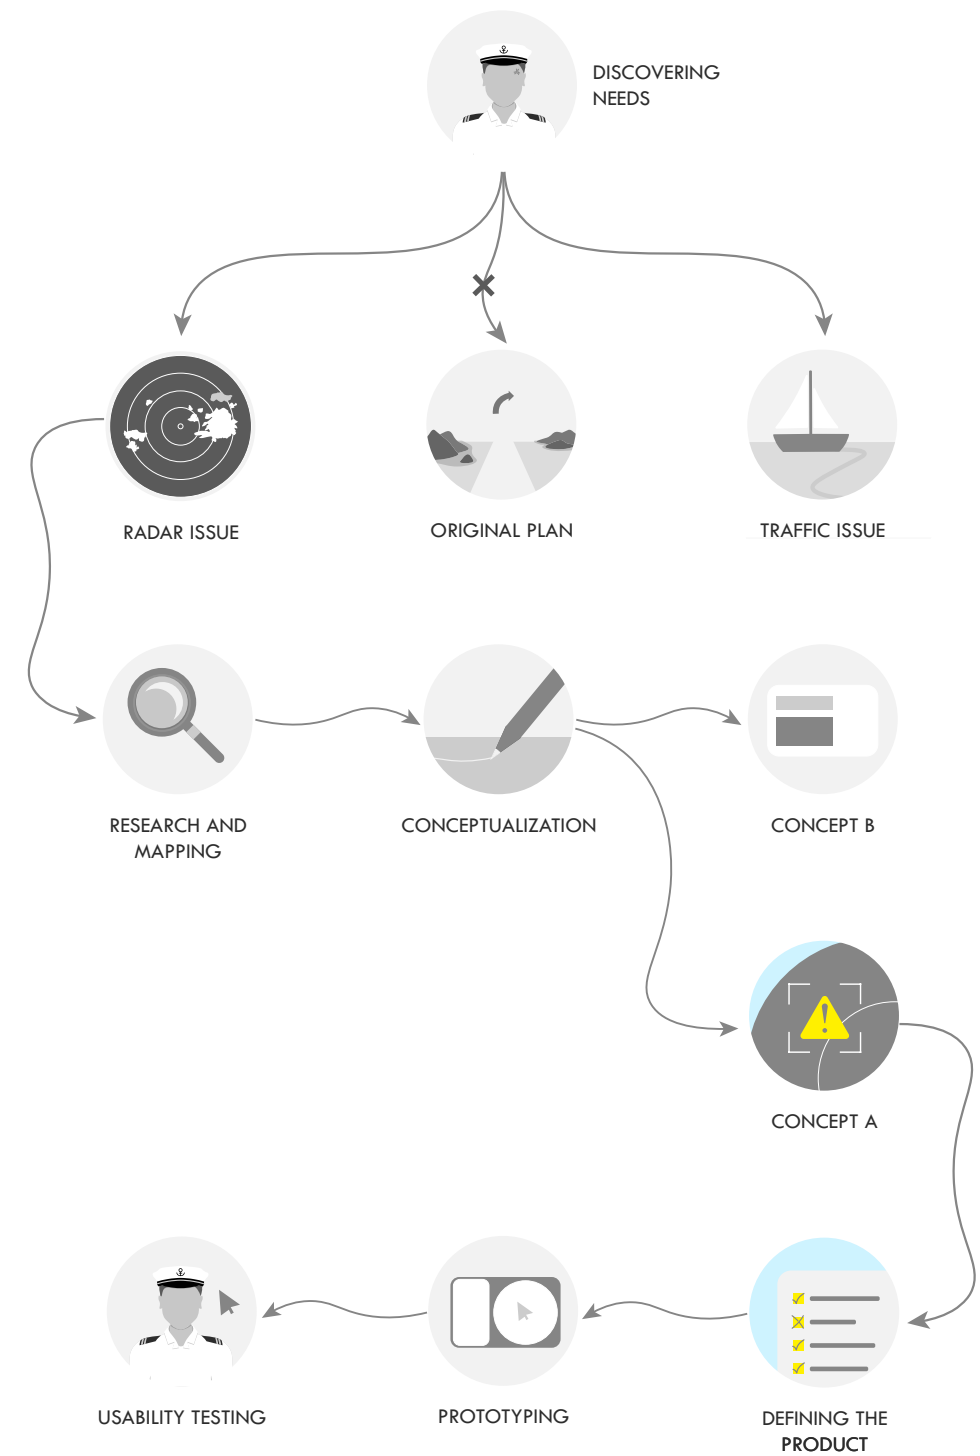 DISCOVERING
NEEDS
RADAR ISSUE
ORIGINAL PLAN
TRAFFIC ISSUE
RESEARCH AND
MAPPING
CONCEPTUALIZATION
CONCEPT B
CONCEPT A
USABILITY TESTING
PROTOTYPING
DEFINING THE
PRODUCT